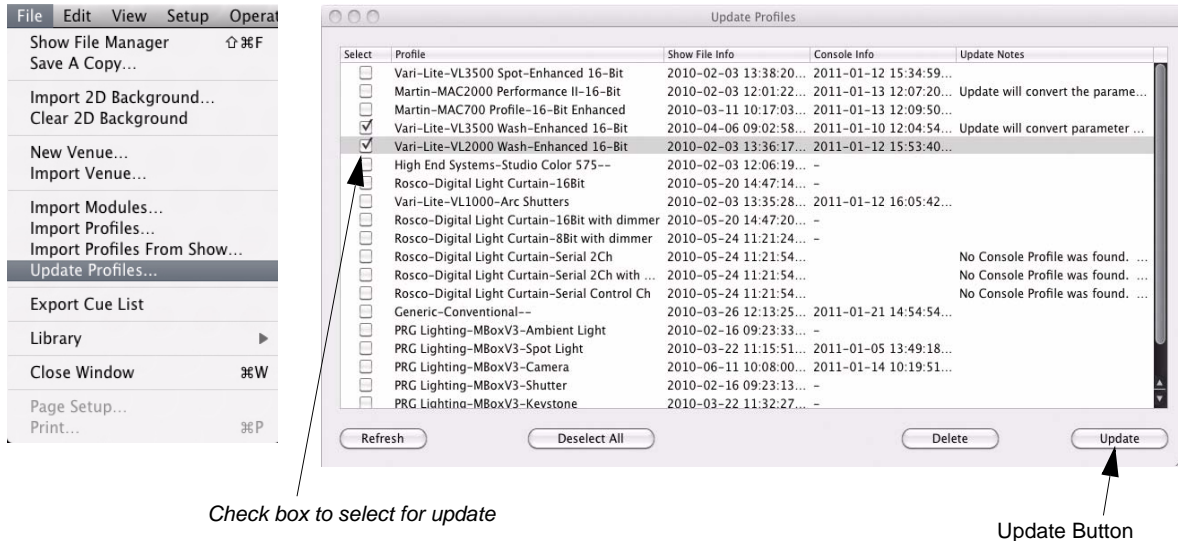 File Edit View Setup Operat
Show File Manager ⇧⌘F
Save A Copy...
Import 2D Background...
Clear 2D Background
New Venue...
Import Venue...
Import Modules...
Import Profiles...
Import Profiles From Show...
Update Profiles...
Export Cue List
Library ▶
Close Window ⌘W
Page Setup...
Print... ⌘P
Update Profiles
Select Profile Show File Info Console Info Update Notes
Vari-Lite-VL3500 Spot-Enhanced 16-Bit 2010-02-03 13:38:20... 2011-01-12 15:34:59...
Martin-MAC2000 Performance II-16-Bit 2010-02-03 12:01:22... 2011-01-13 12:07:20... Update will convert the parame...
Martin-MAC700 Profile-16-Bit Enhanced 2010-03-11 10:17:03... 2011-01-13 12:09:50...
Vari-Lite-VL3500 Wash-Enhanced 16-Bit 2010-04-06 09:02:58... 2011-01-10 12:04:54... Update will convert parameter ...
Vari-Lite-VL2000 Wash-Enhanced 16-Bit 2010-02-03 13:36:17... 2011-01-12 15:53:40...
High End Systems-Studio Color 575-- 2010-02-03 12:06:19... -
Rosco-Digital Light Curtain-16Bit 2010-05-20 14:47:14... -
Vari-Lite-VL1000-Arc Shutters 2010-02-03 13:35:28... 2011-01-12 16:05:42...
Rosco-Digital Light Curtain-16Bit with dimmer 2010-05-20 14:47:20... -
Rosco-Digital Light Curtain-8Bit with dimmer 2010-05-24 11:21:24... -
Rosco-Digital Light Curtain-Serial 2Ch 2010-05-24 11:21:54... No Console Profile was found. ...
Rosco-Digital Light Curtain-Serial 2Ch with ... 2010-05-24 11:21:54... No Console Profile was found. ...
Rosco-Digital Light Curtain-Serial Control Ch 2010-05-24 11:21:54... No Console Profile was found. ...
Generic-Conventional-- 2010-03-26 12:13:25... 2011-01-21 14:54:54...
PRG Lighting-MBoxV3-Ambient Light 2010-02-16 09:23:33... -
PRG Lighting-MBoxV3-Spot Light 2010-03-22 11:15:51... 2011-01-05 13:49:18...
PRG Lighting-MBoxV3-Camera 2010-06-11 10:08:00... 2011-01-14 10:19:51...
PRG Lighting-MBoxV3-Shutter 2010-02-16 09:23:13... -
PRG Lighting-MBoxV3-Keystone 2010-03-22 11:32:27... -
Refresh Deselect All Delete Update
Check box to select for update
Update Button